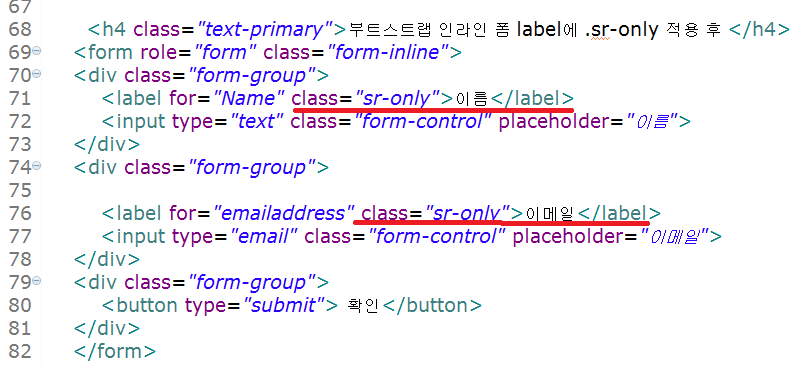 67
68 <h4 class="text-primary">부트스트랩 인라인 폼 label에 .sr-only 적용 후 </h4>
69 <form role="form" class="form-inline">
70 <div class="form-group">
71 <label for="Name" class="sr-only">이름</label>
72 <input type="text" class="form-control" placeholder="이름">
73 </div>
74 <div class="form-group">
75
76 <label for="emailaddress" class="sr-only">이메일</label>
77 <input type="email" class="form-control" placeholder="이메일">
78 </div>
79 <div class="form-group">
80 <button type="submit"> 확인</button>
81 </div>
82 </form>